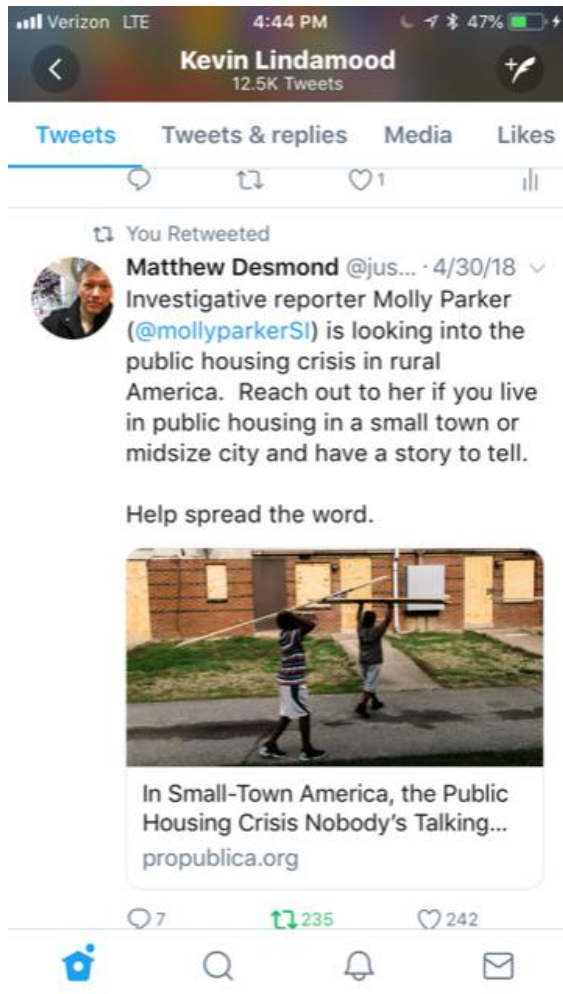 Verizon LTE 4:44 PM 47%
Kevin Lindamood
12.5K Tweets
Tweets Tweets & replies Media Likes
1
You Retweeted
Matthew Desmond @jus... · 4/30/18
Investigative reporter Molly Parker
(@mollyparkerSI) is looking into the
public housing crisis in rural
America. Reach out to her if you live
in public housing in a small town or
midsize city and have a story to tell.
Help spread the word.
In Small-Town America, the Public
Housing Crisis Nobody's Talking...
propublica.org
7 235 242